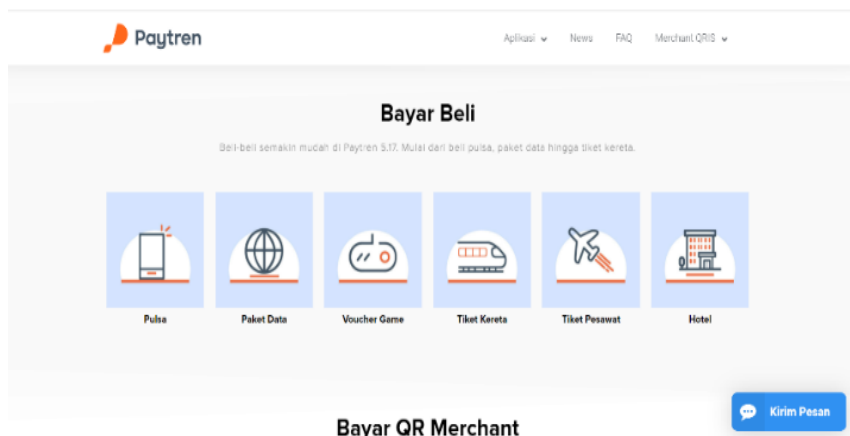 Paytren
Aplikasi News FAQ Merchant QRIS
Bayar Beli
Beli-beli semakin mudah di Paytren 5.17. Mulai dari beli pulsa, paket data hingga tiket kereta.
Pulsa Paket Data Voucher Game Tiket Kereta Tiket Pesawat Hotel
Kirim Pesan
Bayar QR Merchant